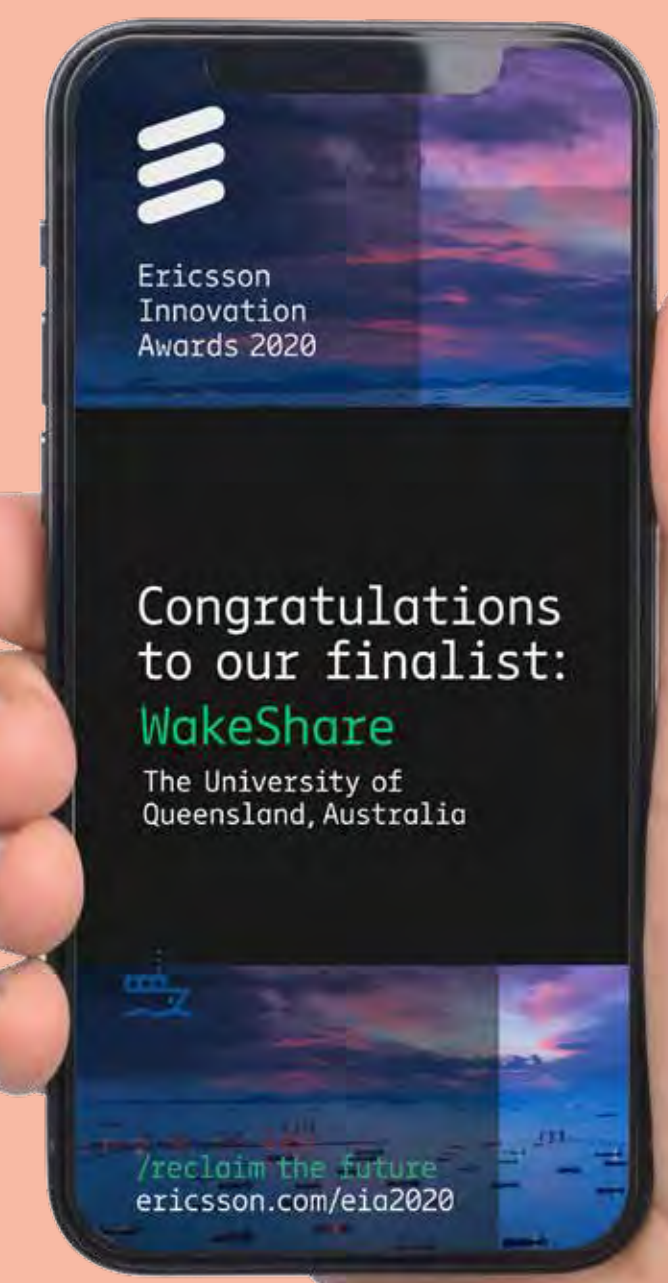 Ericsson
Innovation
Awards 2020
Congratulations
to our finalist:
WakeShare
The University of
Queensland, Australia
/reclaim the future
ericsson.com/eia2020